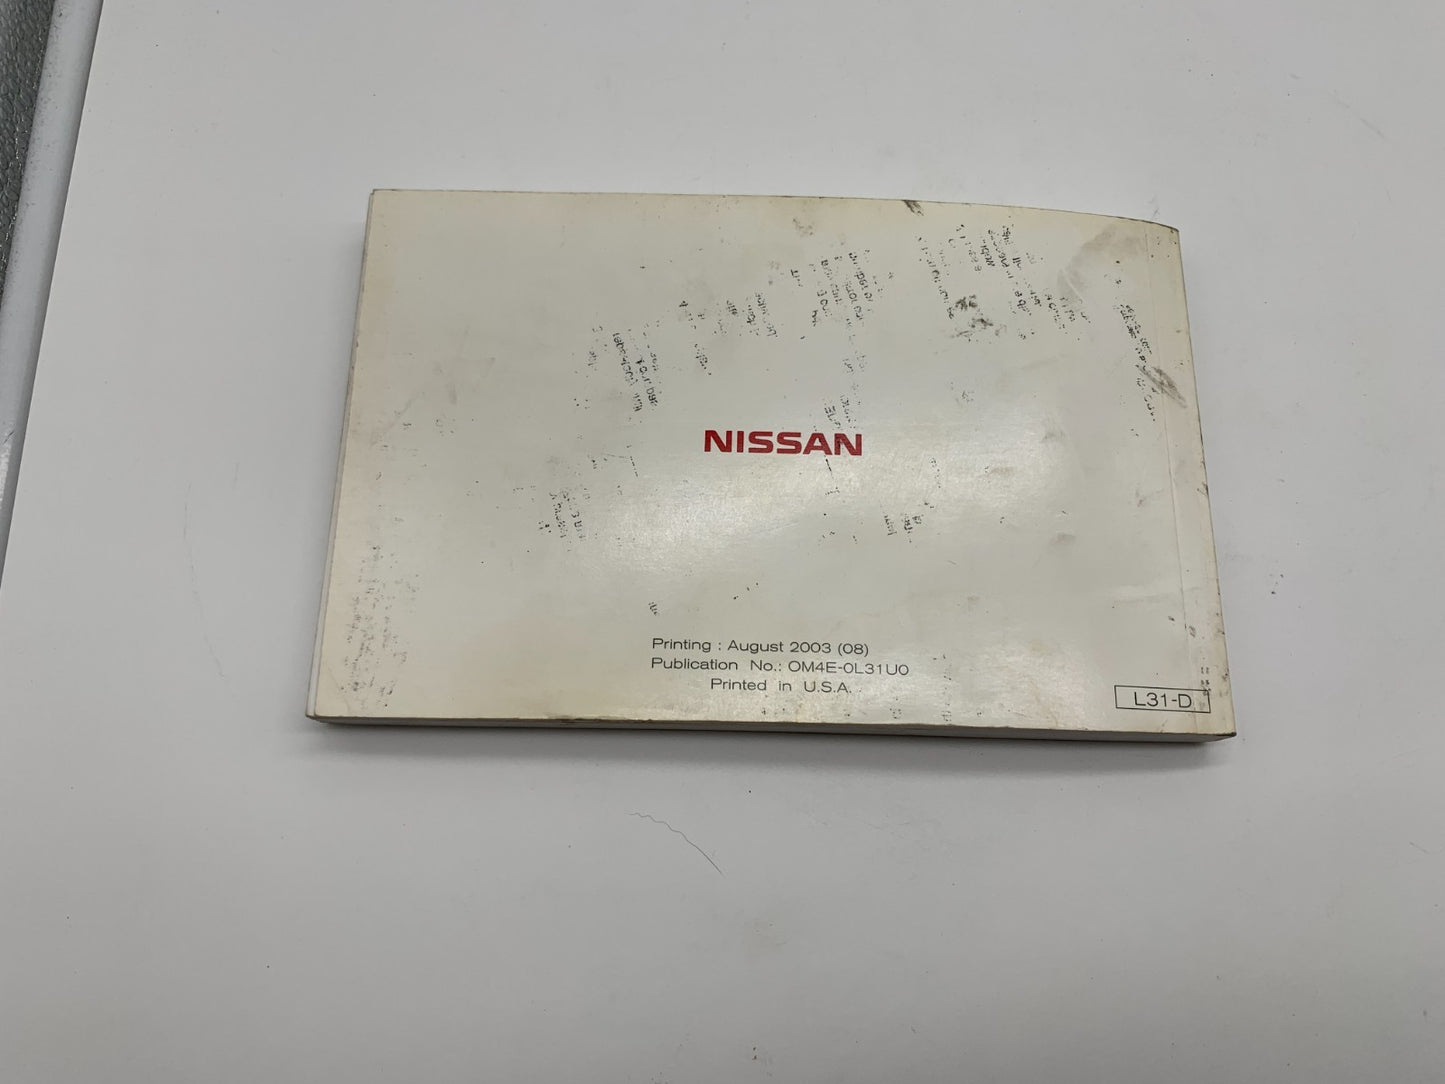 NISSAN
Printing : August 2003 (08)
Publication No.: OM4E-0L31U0
Printed in U.S.A.
L31-D